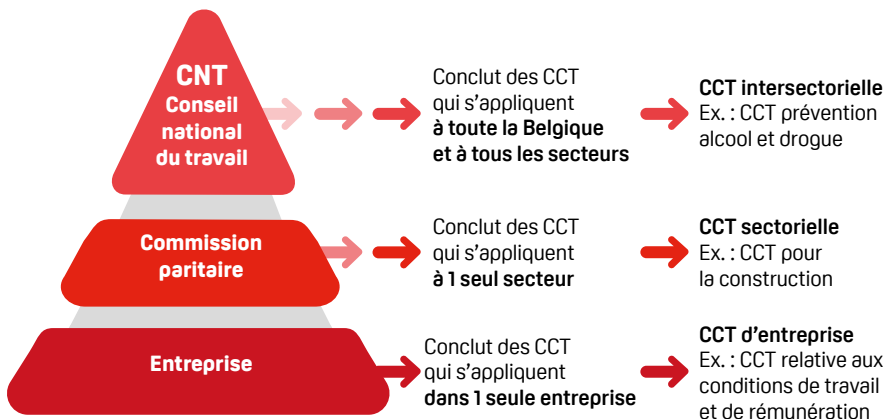 CNT
Conseil
national
du travail
Conclut des CCT
qui s'appliquent
à toute la Belgique
et à tous les secteurs
CCT intersectorielle
Ex. : CCT prévention
alcool et drogue
Commission
paritaire
Conclut des CCT
qui s'appliquent
à 1 seul secteur
CCT sectorielle
Ex. : CCT pour
la construction
Entreprise
Conclut des CCT
qui s'appliquent
dans 1 seule entreprise
CCT d'entreprise
Ex. : CCT relative aux
conditions de travail
et de rémunération